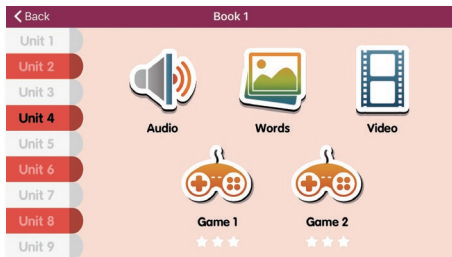 Back
Book 1
Unit 1
Unit 2
Unit 3
Unit 4
Unit 5
Unit 6
Unit 7
Unit 8
Unit 9
Audio
Words
Video
Game 1
Game 2